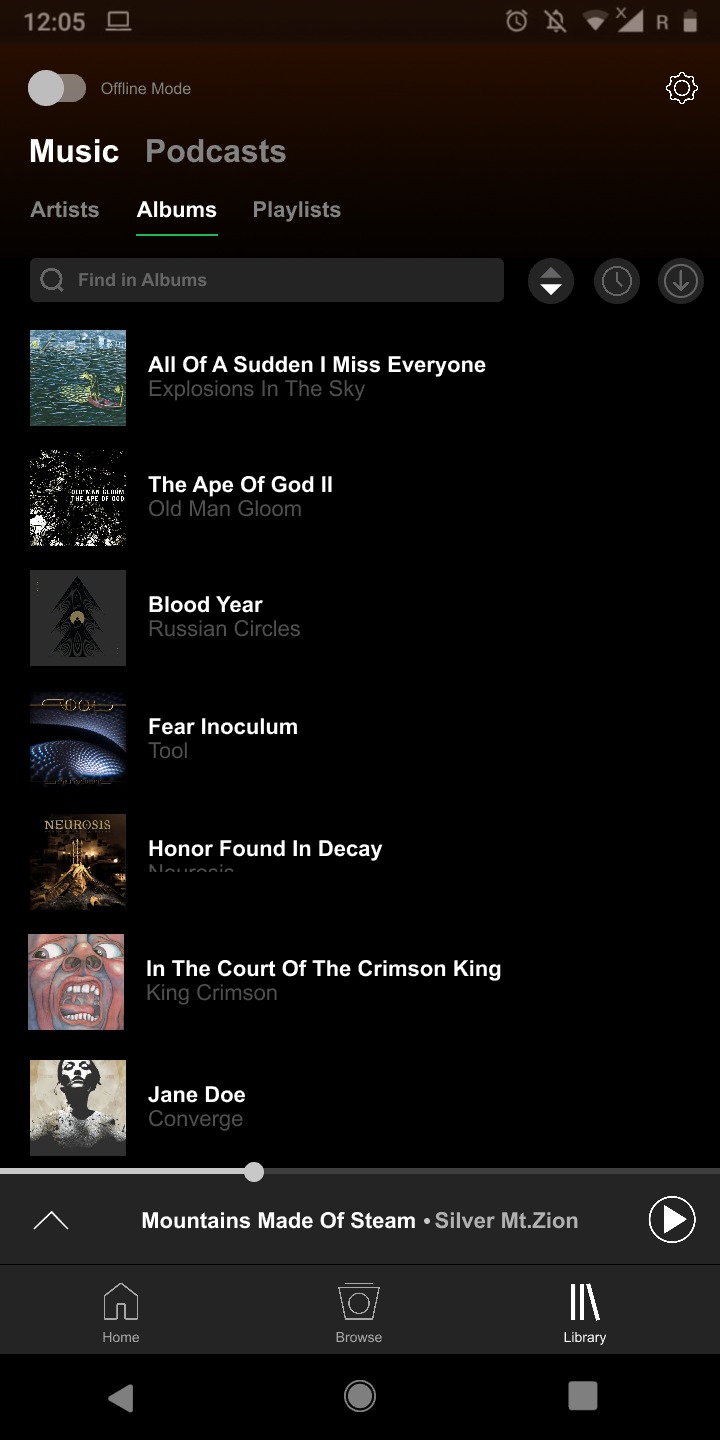 12:05
R
Offline Mode
Music Podcasts
Artists Albums Playlists
Find in Albums
All Of A Sudden I Miss Everyone
Explosions In The Sky
OLD MAN GLOOM
THE APE OF GOD
The Ape Of God II
Old Man Gloom
Blood Year
Russian Circles
TOOL
Fear Inoculum
Tool
NEUROSIS
Honor Found In Decay
Neurosis
In The Court Of The Crimson King
King Crimson
Jane Doe
Converge
Mountains Made Of Steam • Silver Mt.Zion
Home Browse Library